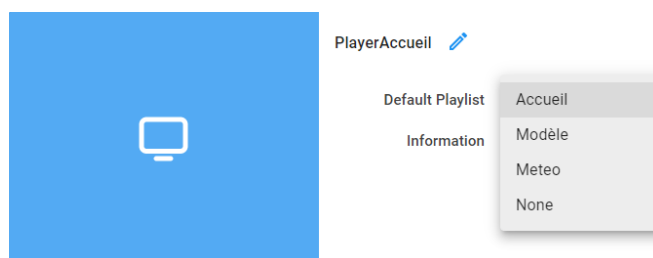 PlayerAccueil
Default Playlist
Accueil
Information
Modèle
Meteo
None